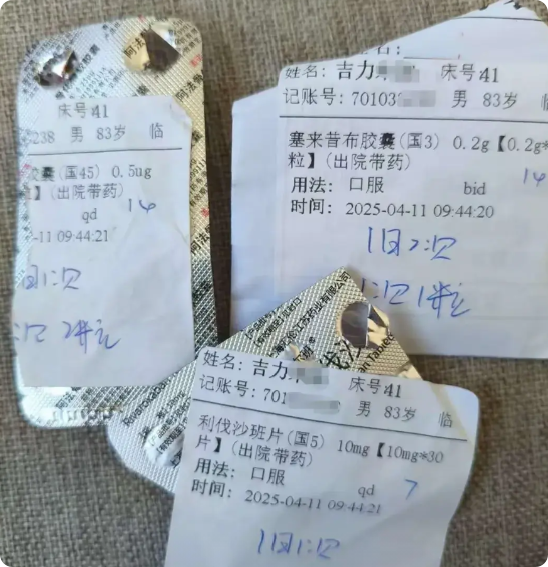 床号41
238 男 83岁 临
胶囊(国45) 0.5ug
】(出院带药)
qd 14
-11 09:44:21
1日1次
1次2粒
姓名:
姓名:吉力 床号41
记账号:70103 男 83岁 临
塞来昔布胶囊(国3) 0.2g【0.2g*
粒】(出院带药) 14
用法:口服 bid
时间: 2025-04-11 09:44:20
1日2次
1次1粒
姓名:吉力 床号41
记账号:701 男 83岁 临
利伐沙班片(国5) 10mg【10mg*30
片】(出院带药)
用法:口服 qd 7
时间: 2025-04-11 09:44:21
1日1次